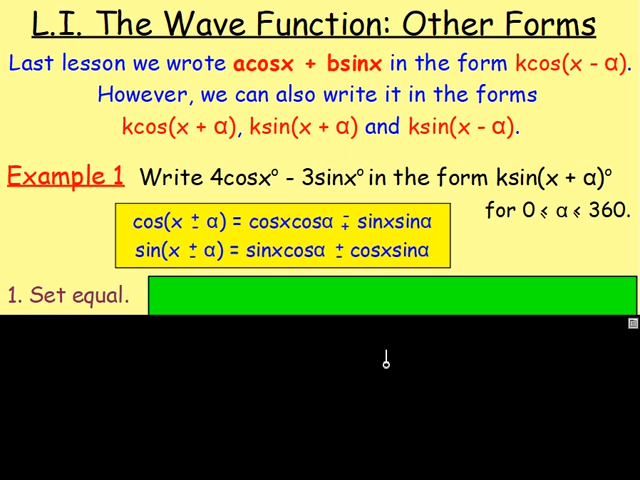 L.I. The Wave Function: Other Forms
Last lesson we wrote acosx + bsinx in the form kcos(x - α).
However, we can also write it in the forms
kcos(x + α), ksin(x + α) and ksin(x - α).
Example 1 Write 4cosx° - 3sinx° in the form ksin(x + α)°
for 0 ≤ α ≤ 360.
cos(x ± α) = cosxcosα ∓ sinxsinα
sin(x ± α) = sinxcosα ± cosxsinα
1. Set equal.